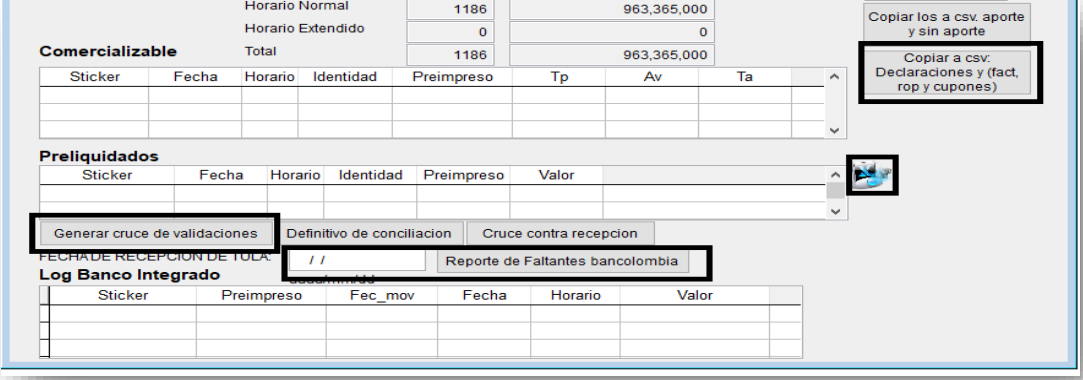 Horario Normal 1186 963,365,000
Copiar los a csv. aporte
y sin aporte
Horario Extendido 0 0
Comercializable Total 1186 963,365,000
Copiar a csv:
Declaraciones y (fact,
rop y cupones)
Sticker Fecha Horario Identidad Preimpreso Tp Av Ta
Preliquidados
Sticker Fecha Horario Identidad Preimpreso Valor
Generar cruce de validaciones Definitivo de conciliacion Cruce contra recepcion
FECHA DE RECEPCION DE TULA: / / Reporte de Faltantes bancolombia
Log Banco Integrado
Sticker Preimpreso Fec_mov Fecha Horario Valor